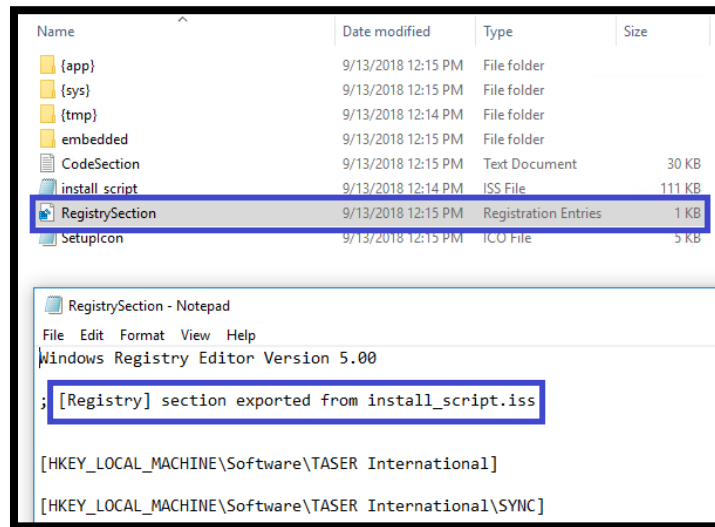 Name Date modified Type Size
{app} 9/13/2018 12:15 PM File folder
{sys} 9/13/2018 12:15 PM File folder
{tmp} 9/13/2018 12:14 PM File folder
embedded 9/13/2018 12:15 PM File folder
CodeSection 9/13/2018 12:15 PM Text Document 30 KB
install_script 9/13/2018 12:14 PM ISS File 111 KB
RegistrySection 9/13/2018 12:15 PM Registration Entries 1 KB
SetupIcon 9/13/2018 12:15 PM ICO File 5 KB
RegistrySection - Notepad
File Edit Format View Help
Windows Registry Editor Version 5.00
; [Registry] section exported from install_script.iss
[HKEY_LOCAL_MACHINE\Software\TASER International]
[HKEY_LOCAL_MACHINE\Software\TASER International\SYNC]